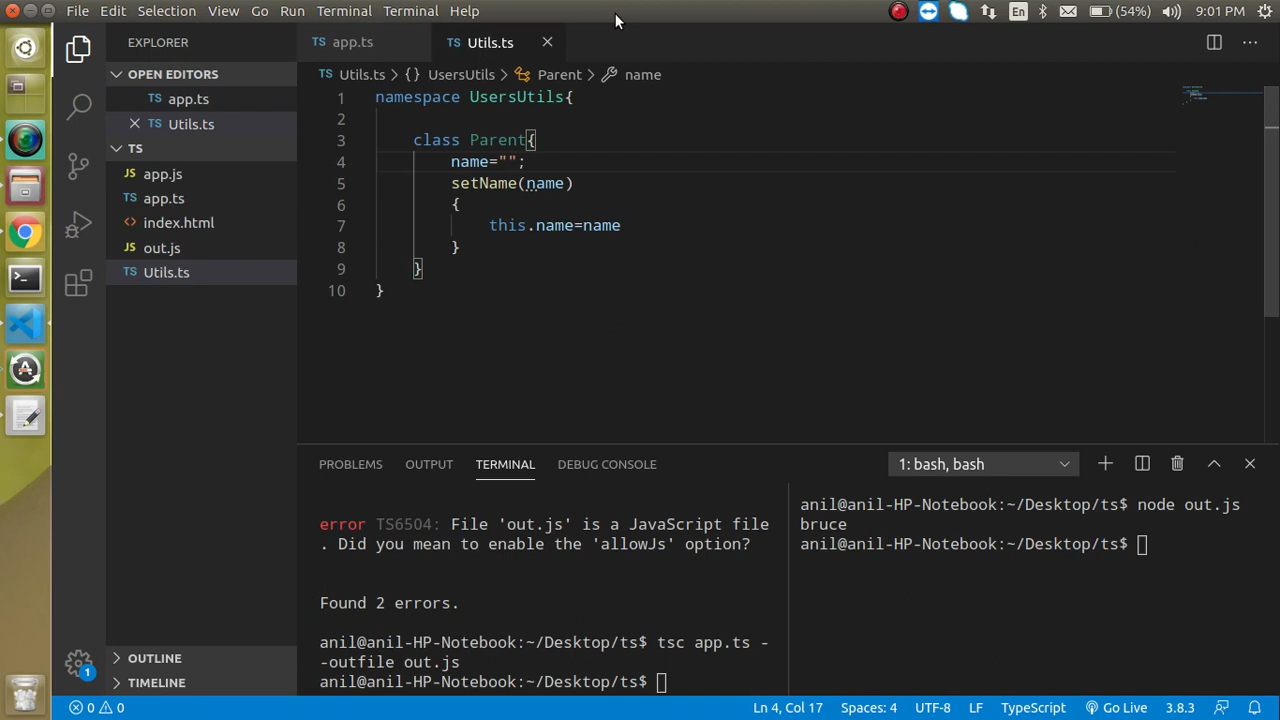 File Edit Selection View Go Run Terminal Terminal Help En (54%) 9:01 PM
EXPLORER
OPEN EDITORS
TS app.ts
TS Utils.ts
TS
app.js
TS app.ts
<> index.html
out.js
TS Utils.ts
OUTLINE
TIMELINE
1
TS app.ts TS Utils.ts
TS Utils.ts > {} UsersUtils > Parent > name
1 namespace UsersUtils{
2
3 class Parent{
4 name="";
5 setName(name)
6 {
7 this.name=name
8 }
9 }
10 }
PROBLEMS OUTPUT TERMINAL DEBUG CONSOLE 1: bash, bash
error TS6504: File 'out.js' is a JavaScript file
. Did you mean to enable the 'allowJs' option?
Found 2 errors.
anil@anil-HP-Notebook:~/Desktop/ts$ tsc app.ts -
-outfile out.js
anil@anil-HP-Notebook:~/Desktop/ts$
anil@anil-HP-Notebook:~/Desktop/ts$ node out.js
bruce
anil@anil-HP-Notebook:~/Desktop/ts$
0 0 Ln 4, Col 17 Spaces: 4 UTF-8 LF TypeScript Go Live 3.8.3